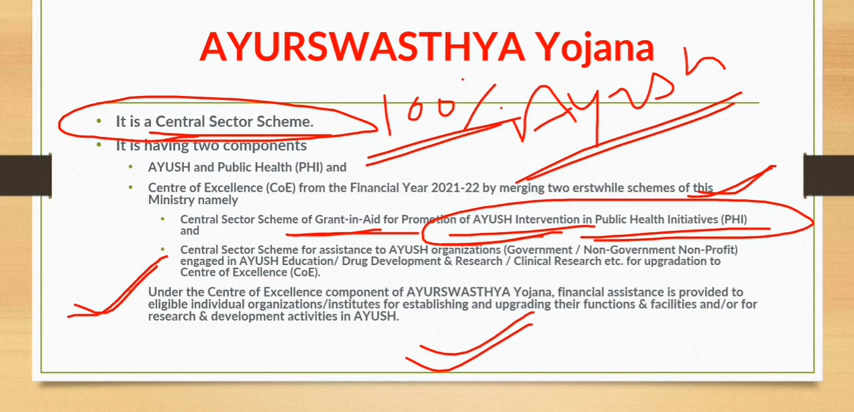 AYURSWASTHYA Yojana
100% Ayush
It is a Central Sector Scheme.
It is having two components
AYUSH and Public Health (PHI) and
Centre of Excellence (CoE) from the Financial Year 2021-22 by merging two erstwhile schemes of this
Ministry namely
Central Sector Scheme of Grant-in-Aid for Promotion of AYUSH Intervention in Public Health Initiatives (PHI)
and
Central Sector Scheme for assistance to AYUSH organizations (Government / Non-Government Non-Profit)
engaged in AYUSH Education/ Drug Development & Research / Clinical Research etc. for upgradation to
Centre of Excellence (CoE).
Under the Centre of Excellence component of AYURSWASTHYA Yojana, financial assistance is provided to
eligible individual organizations/institutes for establishing and upgrading their functions & facilities and/or for
research & development activities in AYUSH.